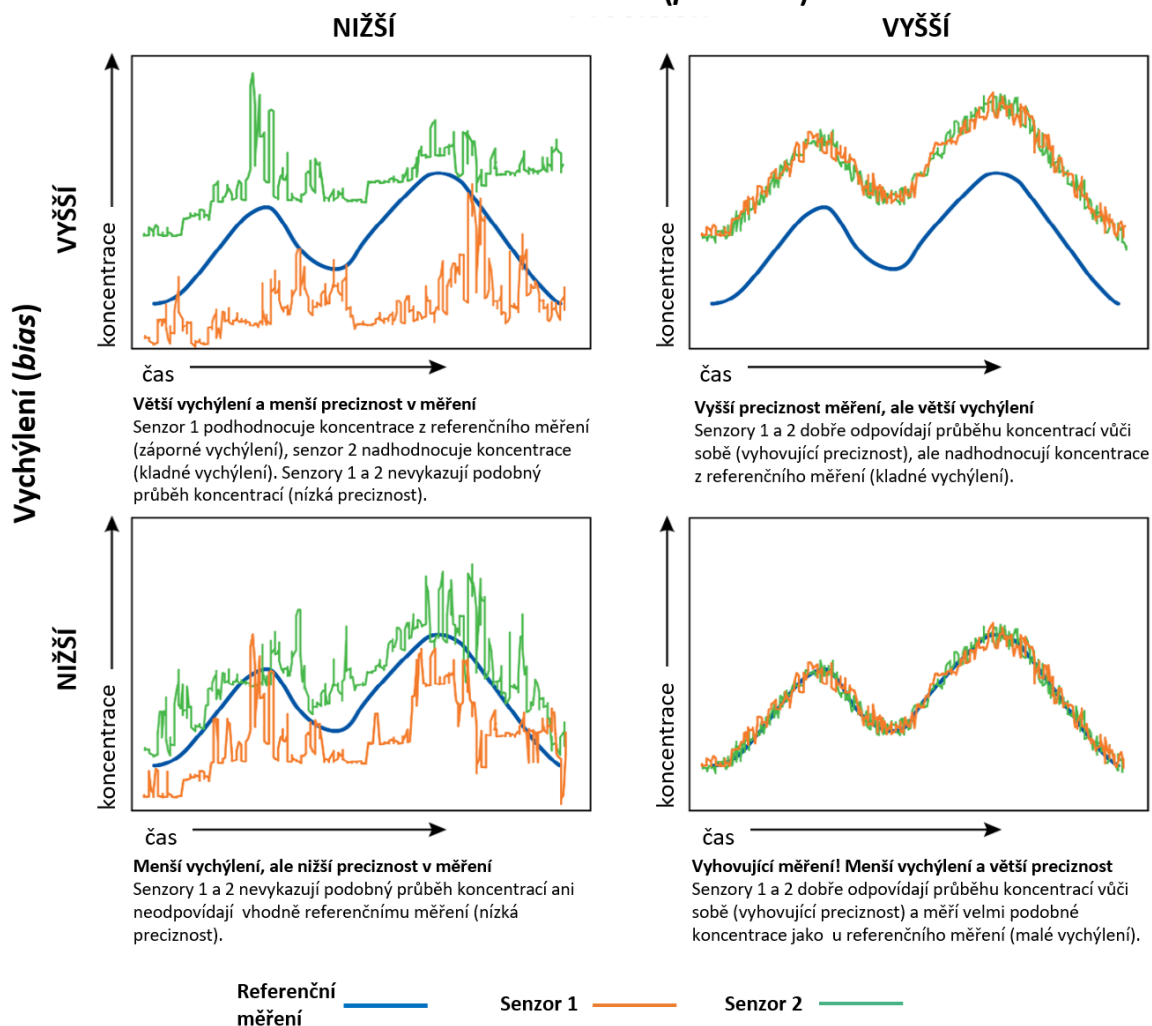 NIŽŠÍ
VYŠŠÍ
Vychýlení (bias)
VYŠŠÍ
koncentrace
čas
koncentrace
čas
Větší vychýlení a menší preciznost v měření
Senzor 1 podhodnocuje koncentrace z referenčního měření
(záporné vychýlení), senzor 2 nadhodnocuje koncentrace
(kladné vychýlení). Senzory 1 a 2 nevykazují podobný
průběh koncentrací (nízká preciznost).
Vyšší preciznost měření, ale větší vychýlení
Senzory 1 a 2 dobře odpovídají průběhu koncentrací vůči
sobě (vyhovující preciznost), ale nadhodnocují koncentrace
z referenčního měření (kladné vychýlení).
NIŽŠÍ
koncentrace
čas
koncentrace
čas
Menší vychýlení, ale nižší preciznost v měření
Senzory 1 a 2 nevykazují podobný průběh koncentrací ani
neodpovídají vhodně referenčnímu měření (nízká
preciznost).
Vyhovující měření! Menší vychýlení a větší preciznost
Senzory 1 a 2 dobře odpovídají průběhu koncentrací vůči
sobě (vyhovující preciznost) a měří velmi podobné
koncentrace jako u referenčního měření (malé vychýlení).
Referenční
měření
Senzor 1
Senzor 2